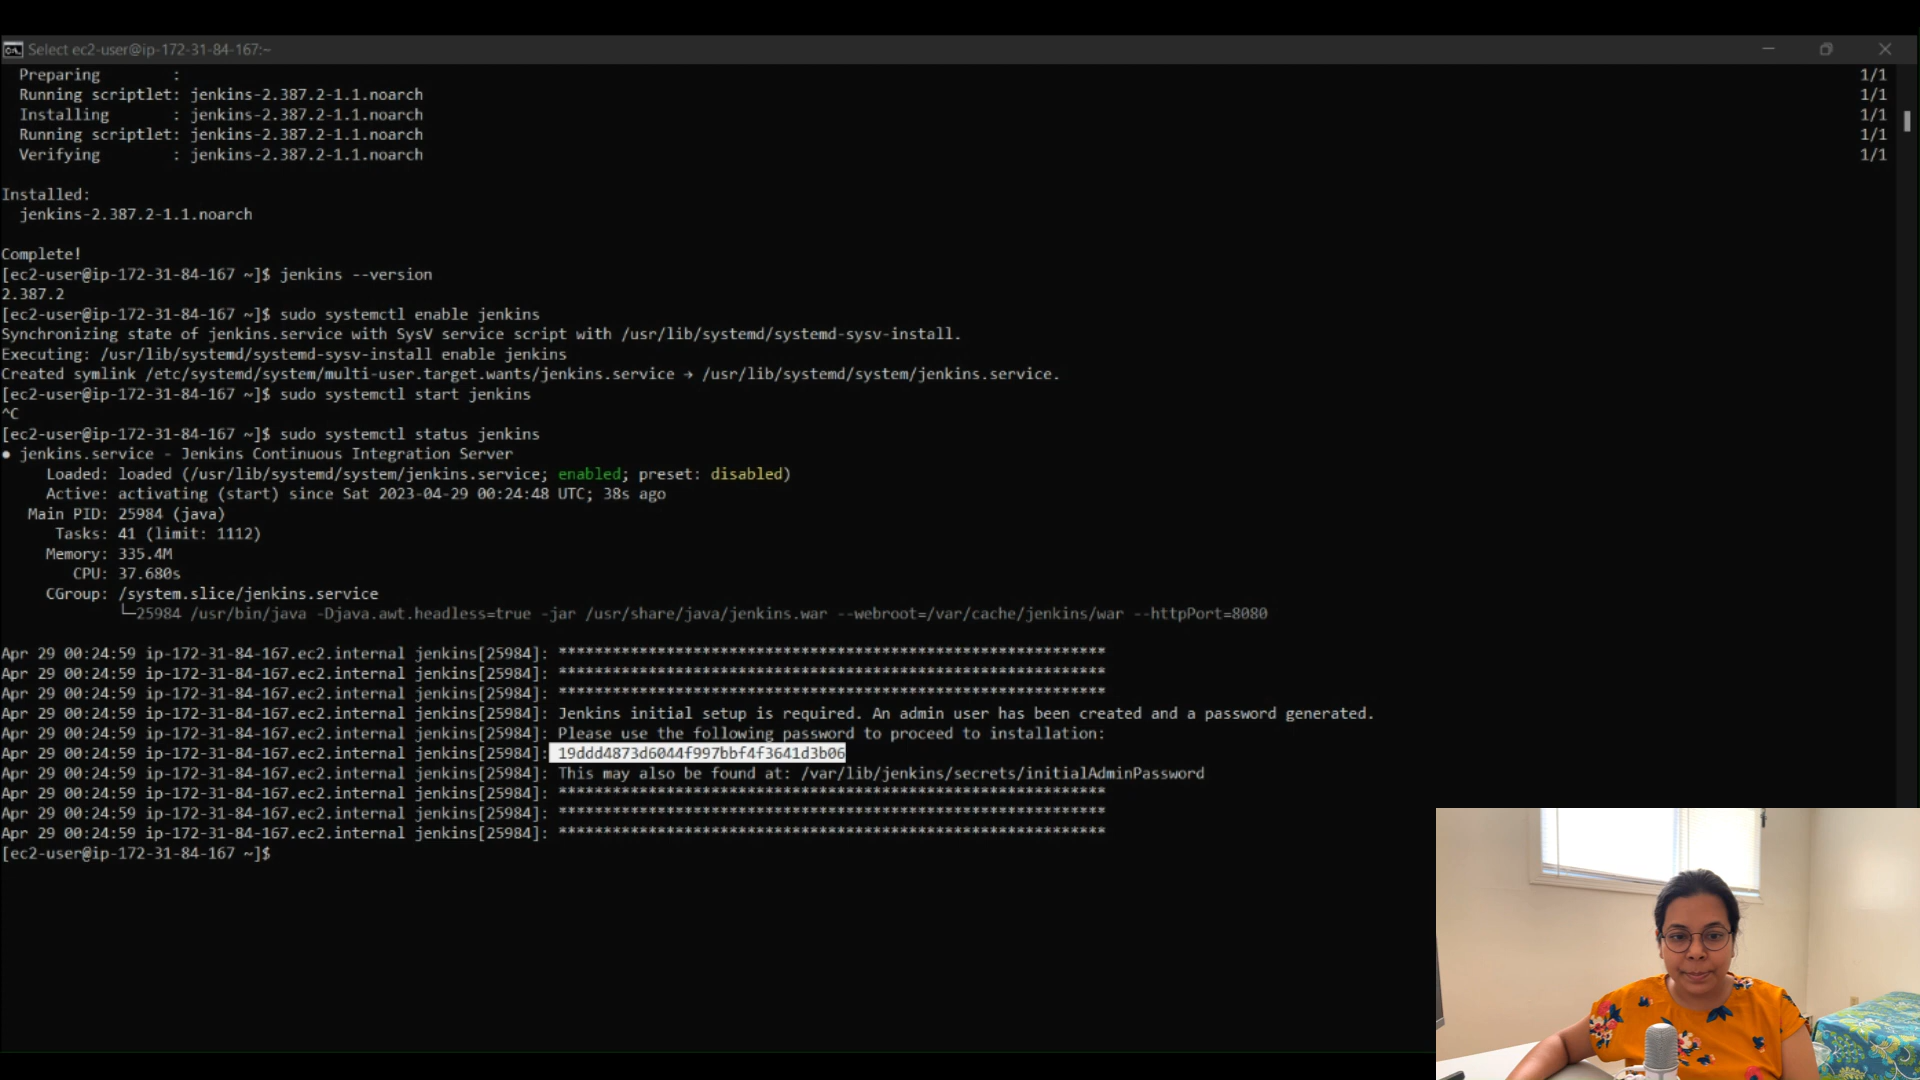 Select ec2-user@ip-172-31-84-167:~
Preparing : 1/1
Running scriptlet: jenkins-2.387.2-1.1.noarch 1/1
Installing : jenkins-2.387.2-1.1.noarch 1/1
Running scriptlet: jenkins-2.387.2-1.1.noarch 1/1
Verifying : jenkins-2.387.2-1.1.noarch 1/1
Installed:
jenkins-2.387.2-1.1.noarch
Complete!
[ec2-user@ip-172-31-84-167 ~]$ jenkins --version
2.387.2
[ec2-user@ip-172-31-84-167 ~]$ sudo systemctl enable jenkins
Synchronizing state of jenkins.service with SysV service script with /usr/lib/systemd/systemd-sysv-install.
Executing: /usr/lib/systemd/systemd-sysv-install enable jenkins
Created symlink /etc/systemd/system/multi-user.target.wants/jenkins.service → /usr/lib/systemd/system/jenkins.service.
[ec2-user@ip-172-31-84-167 ~]$ sudo systemctl start jenkins
^C
[ec2-user@ip-172-31-84-167 ~]$ sudo systemctl status jenkins
● jenkins.service - Jenkins Continuous Integration Server
Loaded: loaded (/usr/lib/systemd/system/jenkins.service; enabled; preset: disabled)
Active: activating (start) since Sat 2023-04-29 00:24:48 UTC; 38s ago
Main PID: 25984 (java)
Tasks: 41 (limit: 1112)
Memory: 335.4M
CPU: 37.680s
CGroup: /system.slice/jenkins.service
└─25984 /usr/bin/java -Djava.awt.headless=true -jar /usr/share/java/jenkins.war --webroot=/var/cache/jenkins/war --httpPort=8080
Apr 29 00:24:59 ip-172-31-84-167.ec2.internal jenkins[25984]: *************************************************************
Apr 29 00:24:59 ip-172-31-84-167.ec2.internal jenkins[25984]: *************************************************************
Apr 29 00:24:59 ip-172-31-84-167.ec2.internal jenkins[25984]: *************************************************************
Apr 29 00:24:59 ip-172-31-84-167.ec2.internal jenkins[25984]: Jenkins initial setup is required. An admin user has been created and a password generated.
Apr 29 00:24:59 ip-172-31-84-167.ec2.internal jenkins[25984]: Please use the following password to proceed to installation:
Apr 29 00:24:59 ip-172-31-84-167.ec2.internal jenkins[25984]: 19ddd4873d6044f997bbf4f3641d3b06
Apr 29 00:24:59 ip-172-31-84-167.ec2.internal jenkins[25984]: This may also be found at: /var/lib/jenkins/secrets/initialAdminPassword
Apr 29 00:24:59 ip-172-31-84-167.ec2.internal jenkins[25984]: *************************************************************
Apr 29 00:24:59 ip-172-31-84-167.ec2.internal jenkins[25984]: *************************************************************
Apr 29 00:24:59 ip-172-31-84-167.ec2.internal jenkins[25984]: *************************************************************
[ec2-user@ip-172-31-84-167 ~]$